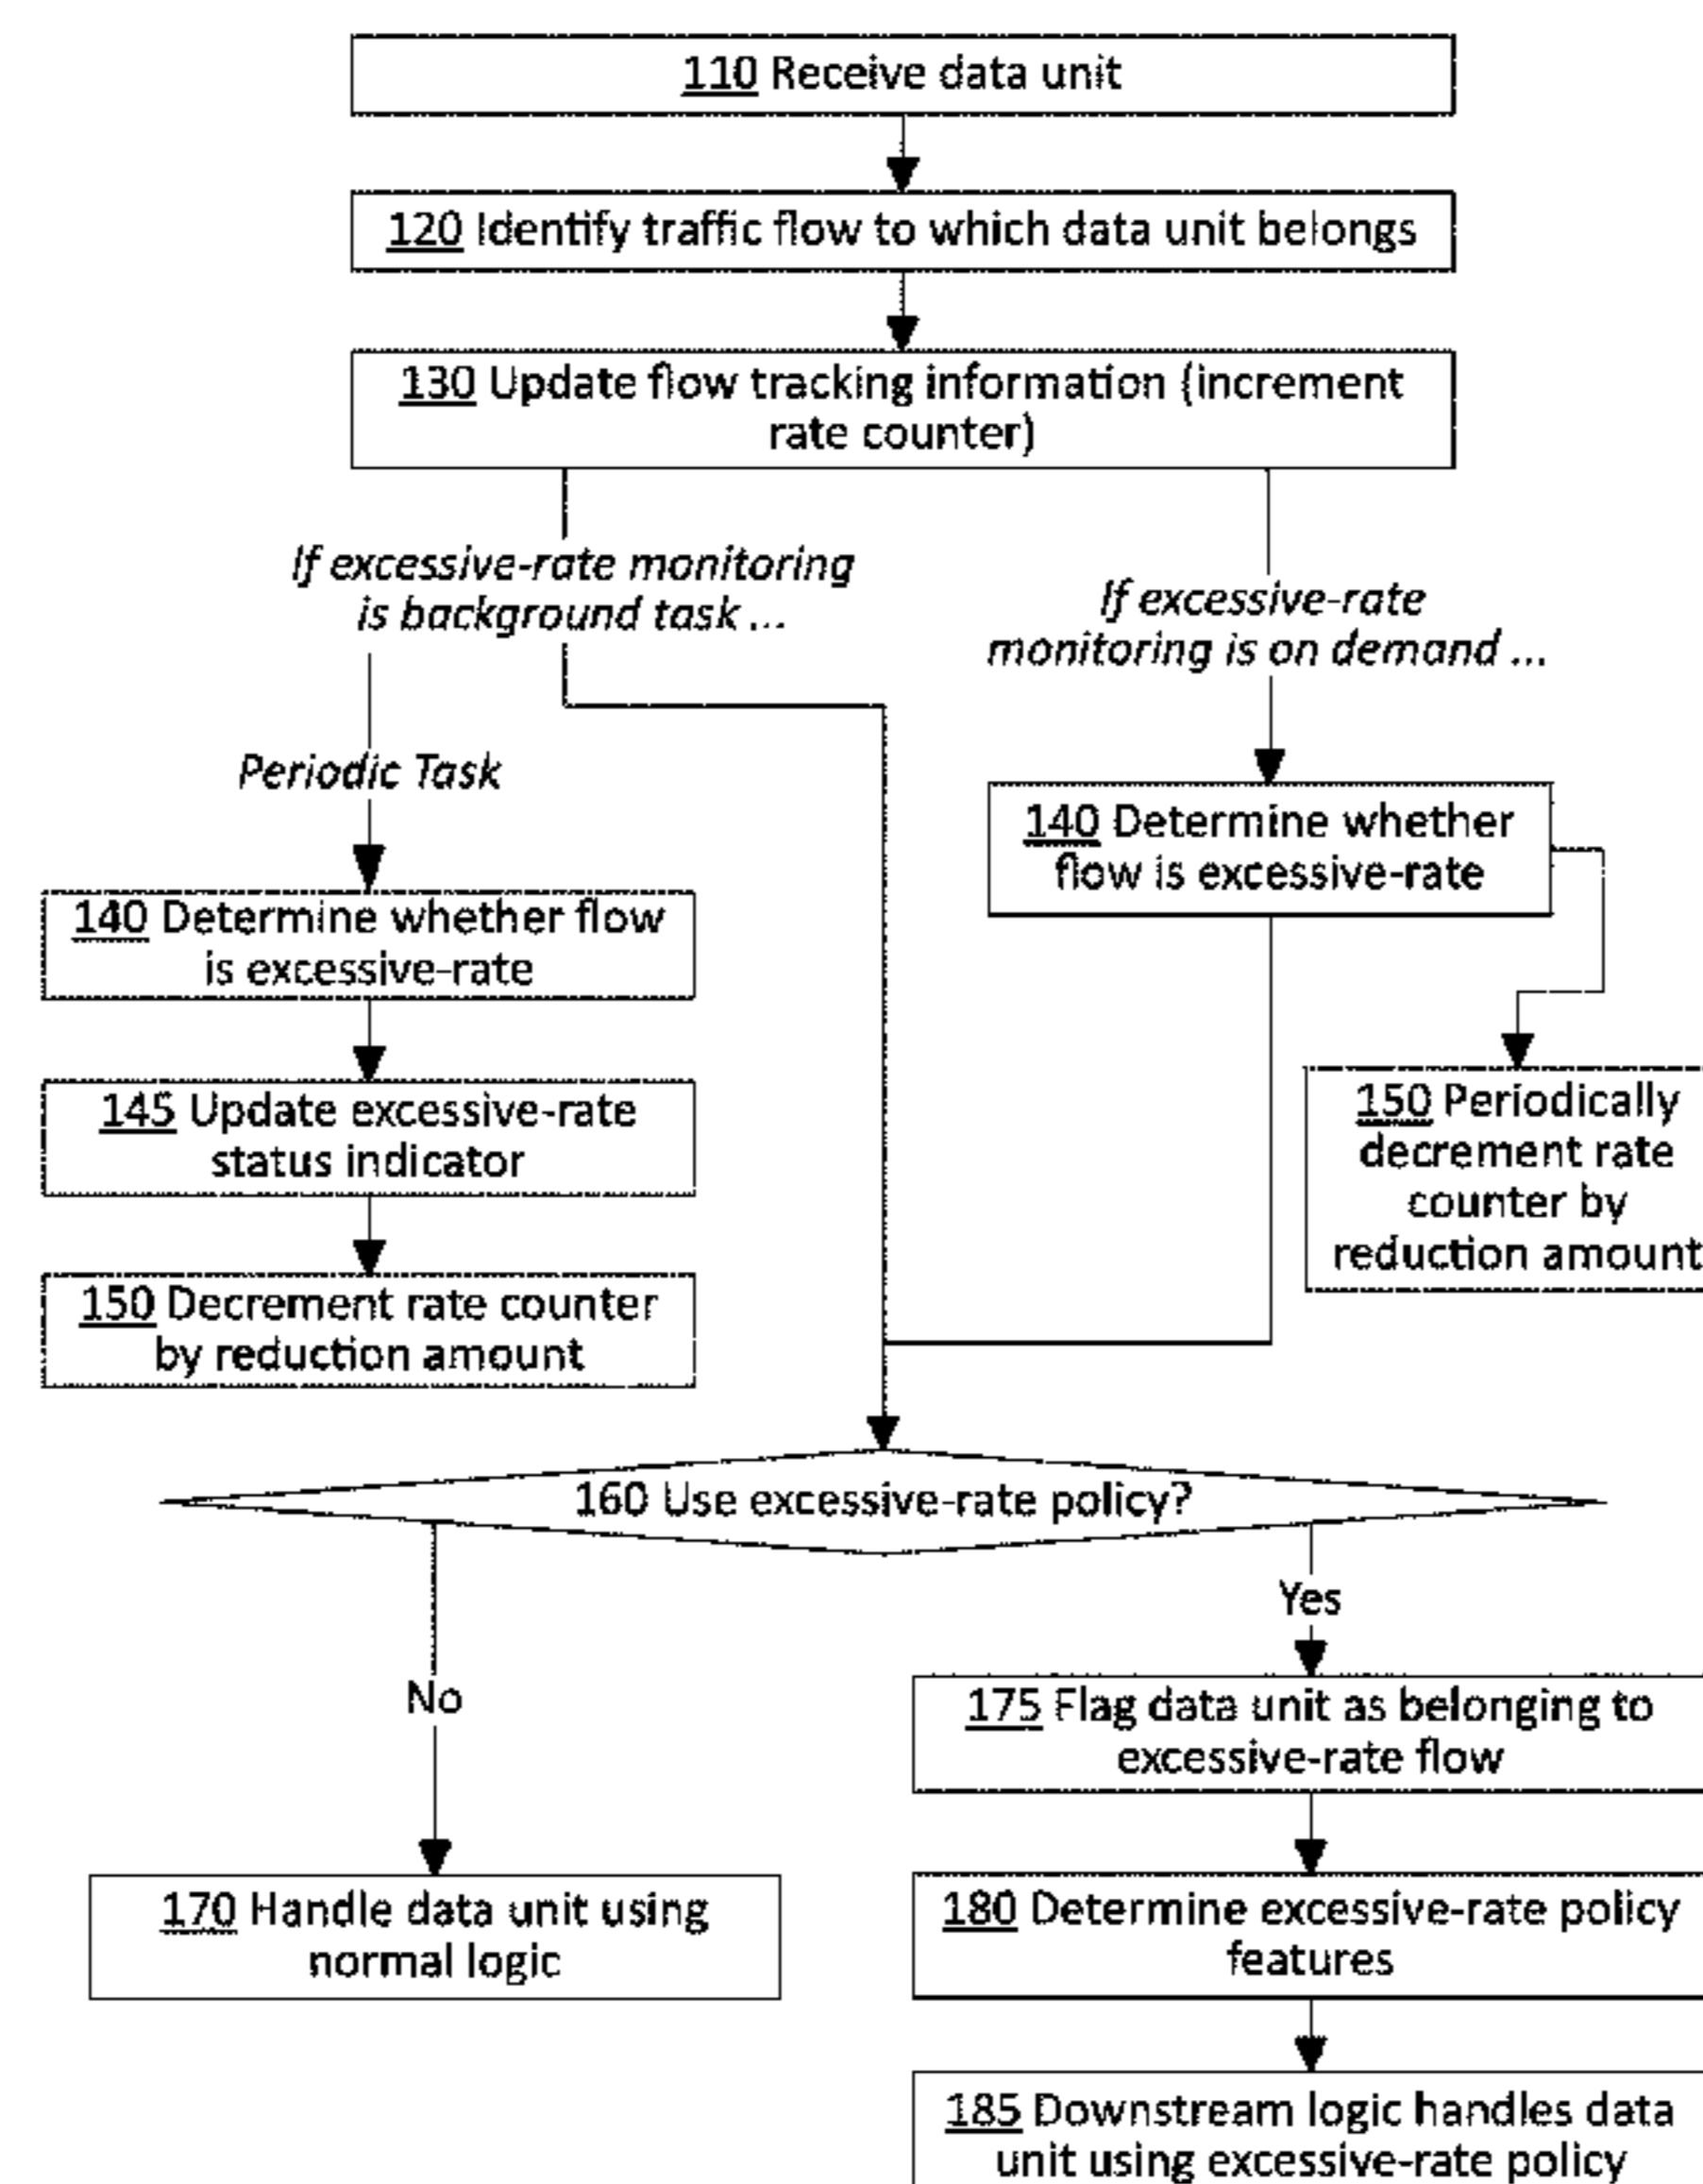 110 Receive data unit
120 Identify traffic flow to which data unit belongs
130 Update flow tracking information (increment
rate counter)
If excessive-rate monitoring
is background task ...
If excessive-rate
monitoring is on demand ...
Periodic Task
140 Determine whether
flow is excessive-rate
140 Determine whether flow
is excessive-rate
145 Update excessive-rate
status indicator
150 Periodically
decrement rate
counter by
reduction amount
150 Decrement rate counter
by reduction amount
160 Use excessive-rate policy?
Yes
No
175 Flag data unit as belonging to
excessive-rate flow
170 Handle data unit using
normal logic
180 Determine excessive-rate policy
features
185 Downstream logic handles data
unit using excessive-rate policy